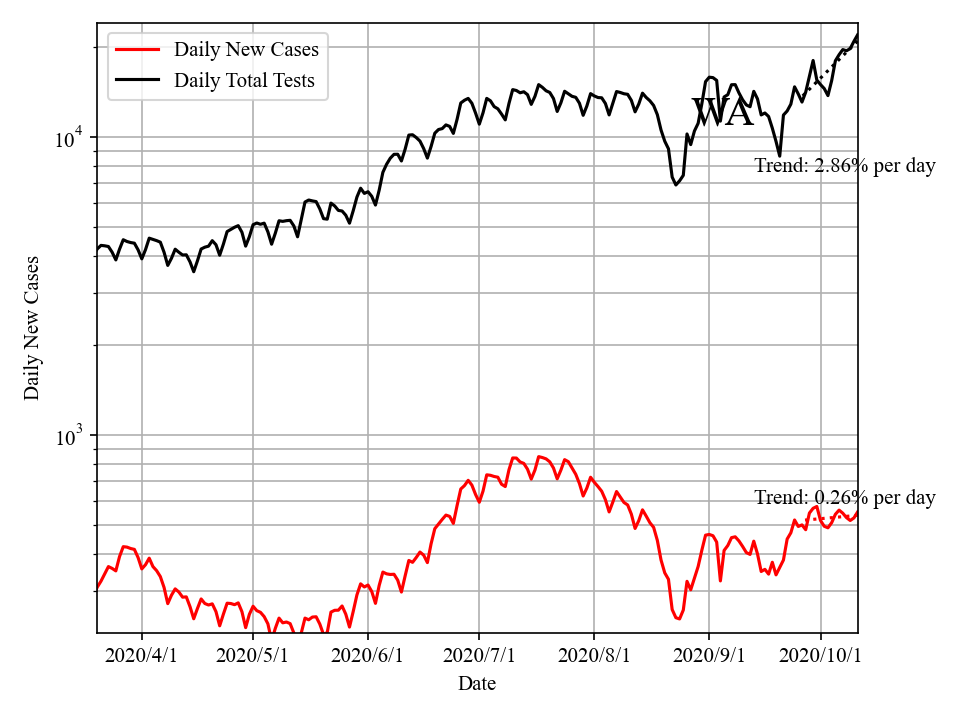 Daily New Cases
Daily Total Tests
WA
10^4
Trend: 2.86% per day
Daily New Cases
10^3
Trend: 0.26% per day
2020/4/1 2020/5/1 2020/6/1 2020/7/1 2020/8/1 2020/9/1 2020/10/1
Date